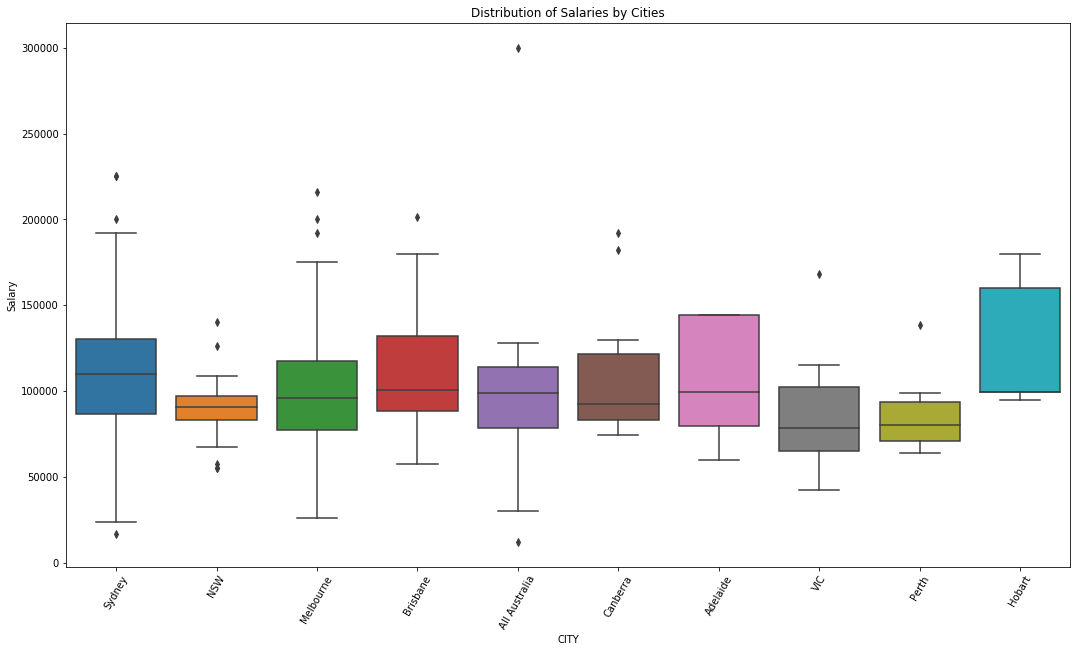 Distribution of Salaries by Cities
Salary
300000
250000
200000
150000
100000
50000
0
Sydney
NSW
Melbourne
Brisbane
All Australia
Canberra
Adelaide
VIC
Perth
Hobart
CITY